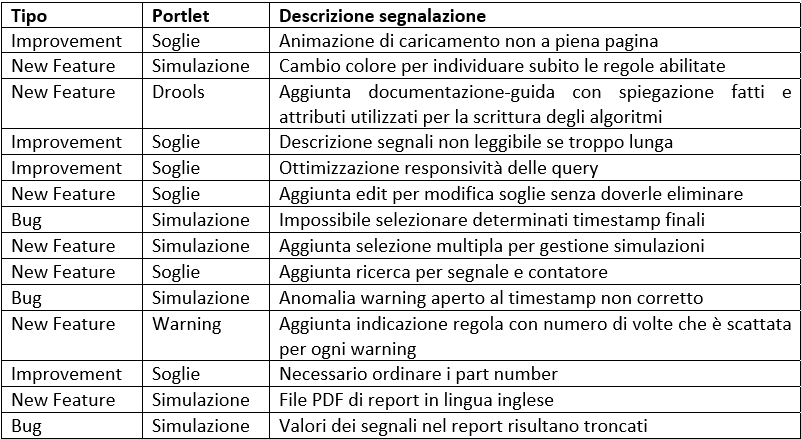 Tipo Portlet Descrizione segnalazione
Improvement Soglie Animazione di caricamento non a piena pagina
New Feature Simulazione Cambio colore per individuare subito le regole abilitate
New Feature Drools Aggiunta documentazione-guida con spiegazione fatti e
attributi utilizzati per la scrittura degli algoritmi
Improvement Soglie Descrizione segnali non leggibile se troppo lunga
Improvement Soglie Ottimizzazione responsività delle query
New Feature Soglie Aggiunta edit per modifica soglie senza doverle eliminare
Bug Simulazione Impossibile selezionare determinati timestamp finali
New Feature Simulazione Aggiunta selezione multipla per gestione simulazioni
New Feature Soglie Aggiunta ricerca per segnale e contatore
Bug Simulazione Anomalia warning aperto al timestamp non corretto
New Feature Warning Aggiunta indicazione regola con numero di volte che è scattata
per ogni warning
Improvement Soglie Necessario ordinare i part number
New Feature Simulazione File PDF di report in lingua inglese
Bug Simulazione Valori dei segnali nel report risultano troncati